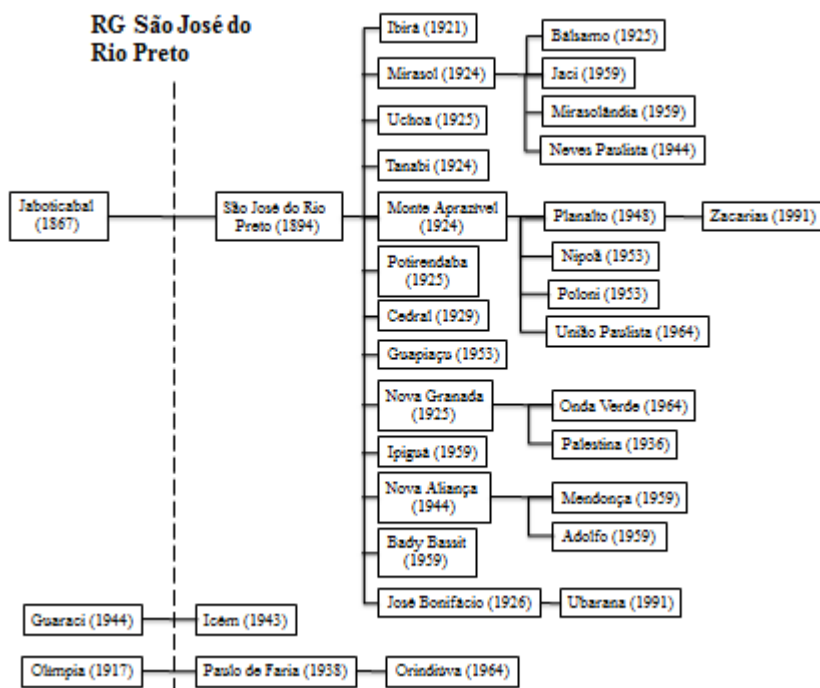 RG São José do
Rio Preto
Ibirá (1921)
Mirasol (1924)
Bálsamo (1925)
Jaci (1959)
Mirasolândia (1959)
Neves Paulista (1944)
Uchoa (1925)
Tanabi (1924)
Jaboticabal
(1867)
São José do Rio
Preto (1894)
Monte Aprazível
(1924)
Planalto (1948)
Zacarias (1991)
Nipoã (1953)
Poloni (1953)
União Paulista (1964)
Potirendaba
(1925)
Cedral (1929)
Guapiaçu (1953)
Nova Granada
(1925)
Onda Verde (1964)
Palestina (1936)
Ipiguá (1959)
Nova Aliança
(1944)
Mendonça (1959)
Adolfo (1959)
Bady Bassit
(1959)
José Bonifácio (1926)
Ubarana (1991)
Guaraci (1944)
Icém (1943)
Olímpia (1917)
Paulo de Faria (1938)
Orindiúva (1964)